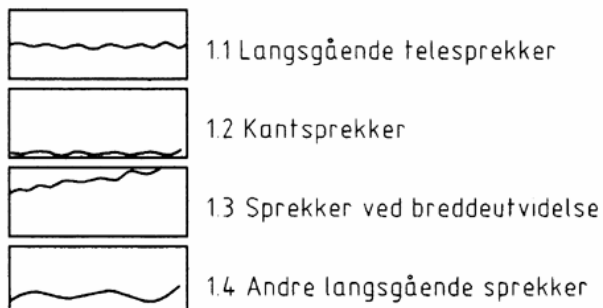 1.1 Langsgående telesprekker
1.2 Kantsprekker
1.3 Sprekker ved breddeutvidelse
1.4 Andre langsgående sprekker